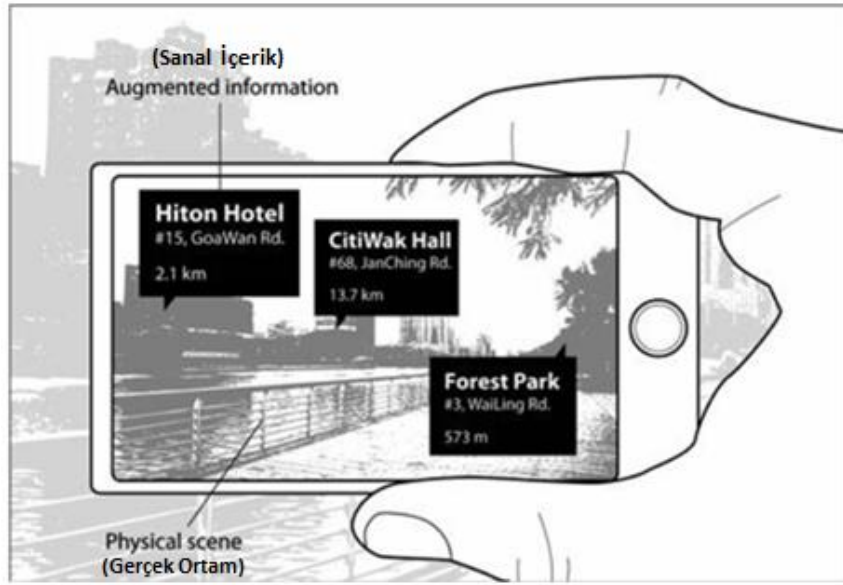 (Sanal İçerik)
Augmented information
Hiton Hotel
#15, GoaWan Rd.
2.1 km
CitiWak Hall
#68, JanChing Rd.
13.7 km
Forest Park
#3, WaiLing Rd.
573 m
Physical scene
(Gerçek Ortam)